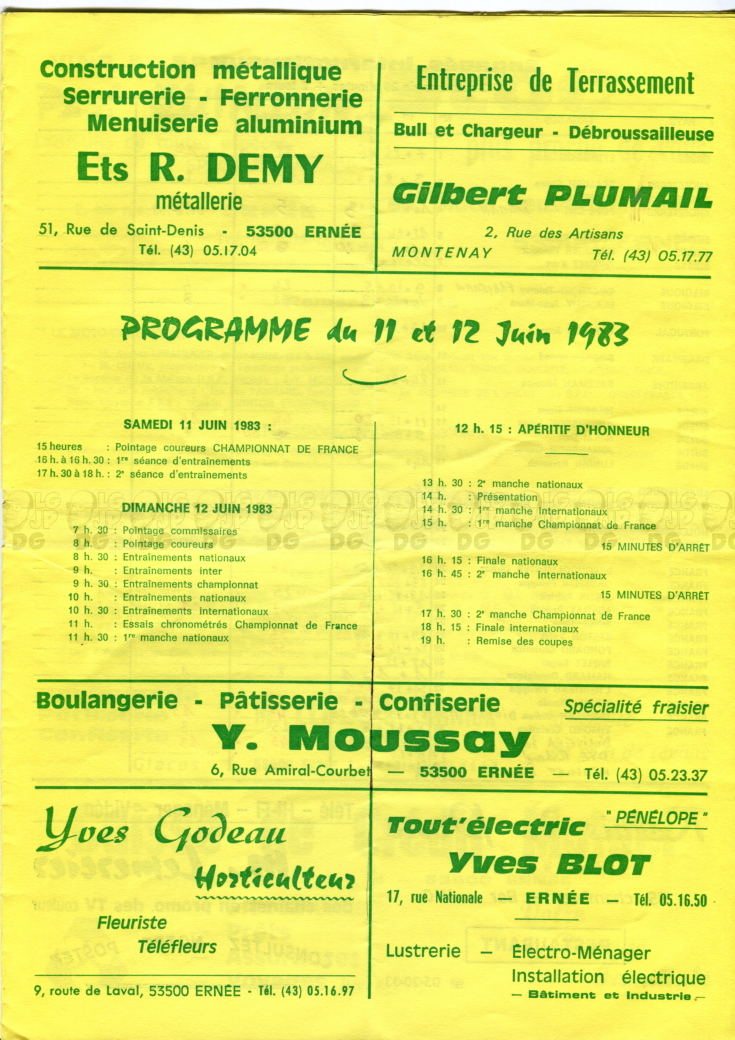 Construction métallique
Serrurerie - Ferronnerie
Menuiserie aluminium
Ets R. DEMY
métallerie
51, Rue de Saint-Denis - 53500 ERNÉE
Tél. (43) 05.17.04
Entreprise de Terrassement
Bull et Chargeur - Débroussailleuse
Gilbert PLUMAIL
2, Rue des Artisans
MONTENAY Tél. (43) 05.17.77
PROGRAMME du 11 et 12 Juin 1983
SAMEDI 11 JUIN 1983 :
15 heures : Pointage coureurs CHAMPIONNAT DE FRANCE
16 h. à 16 h. 30 : 1re séance d'entraînements
17 h. 30 à 18 h. : 2e séance d'entraînements
DIMANCHE 12 JUIN 1983
7 h. 30 : Pointage commissaires
8 h. : Pointage coureurs
8 h. 30 : Entraînements nationaux
9 h. : Entraînements inter
9 h. 30 : Entraînements championnat
10 h. : Entraînements nationaux
10 h. 30 : Entraînements internationaux
11 h. : Essais chronométrés Championnat de France
11 h. 30 : 1re manche nationaux
12 h. 15 : APÉRITIF D'HONNEUR
13 h. 30 : 2e manche nationaux
14 h. : Présentation
14 h. 30 : 1re manche internationaux
15 h. : 1re manche Championnat de France
15 MINUTES D'ARRÊT
16 h. 15 : Finale nationaux
16 h. 45 : 2e manche internationaux
15 MINUTES D'ARRÊT
17 h. 30 : 2e manche Championnat de France
18 h. 15 : Finale internationaux
19 h. : Remise des coupes
Boulangerie - Pâtisserie - Confiserie Spécialité fraisier
Y. Moussay
6, Rue Amiral-Courbet — 53500 ERNÉE — Tél. (43) 05.23.37
Yves Godeau
Horticulteur
Fleuriste
Téléfleurs
9, route de Laval, 53500 ERNÉE - Tél. (43) 05.16.97
Tout'électric "PÉNÉLOPE"
Yves BLOT
17, rue Nationale — ERNÉE — Tél. 05.16.50
Lustrerie — Électro-Ménager
Installation électrique
— Bâtiment et Industrie —